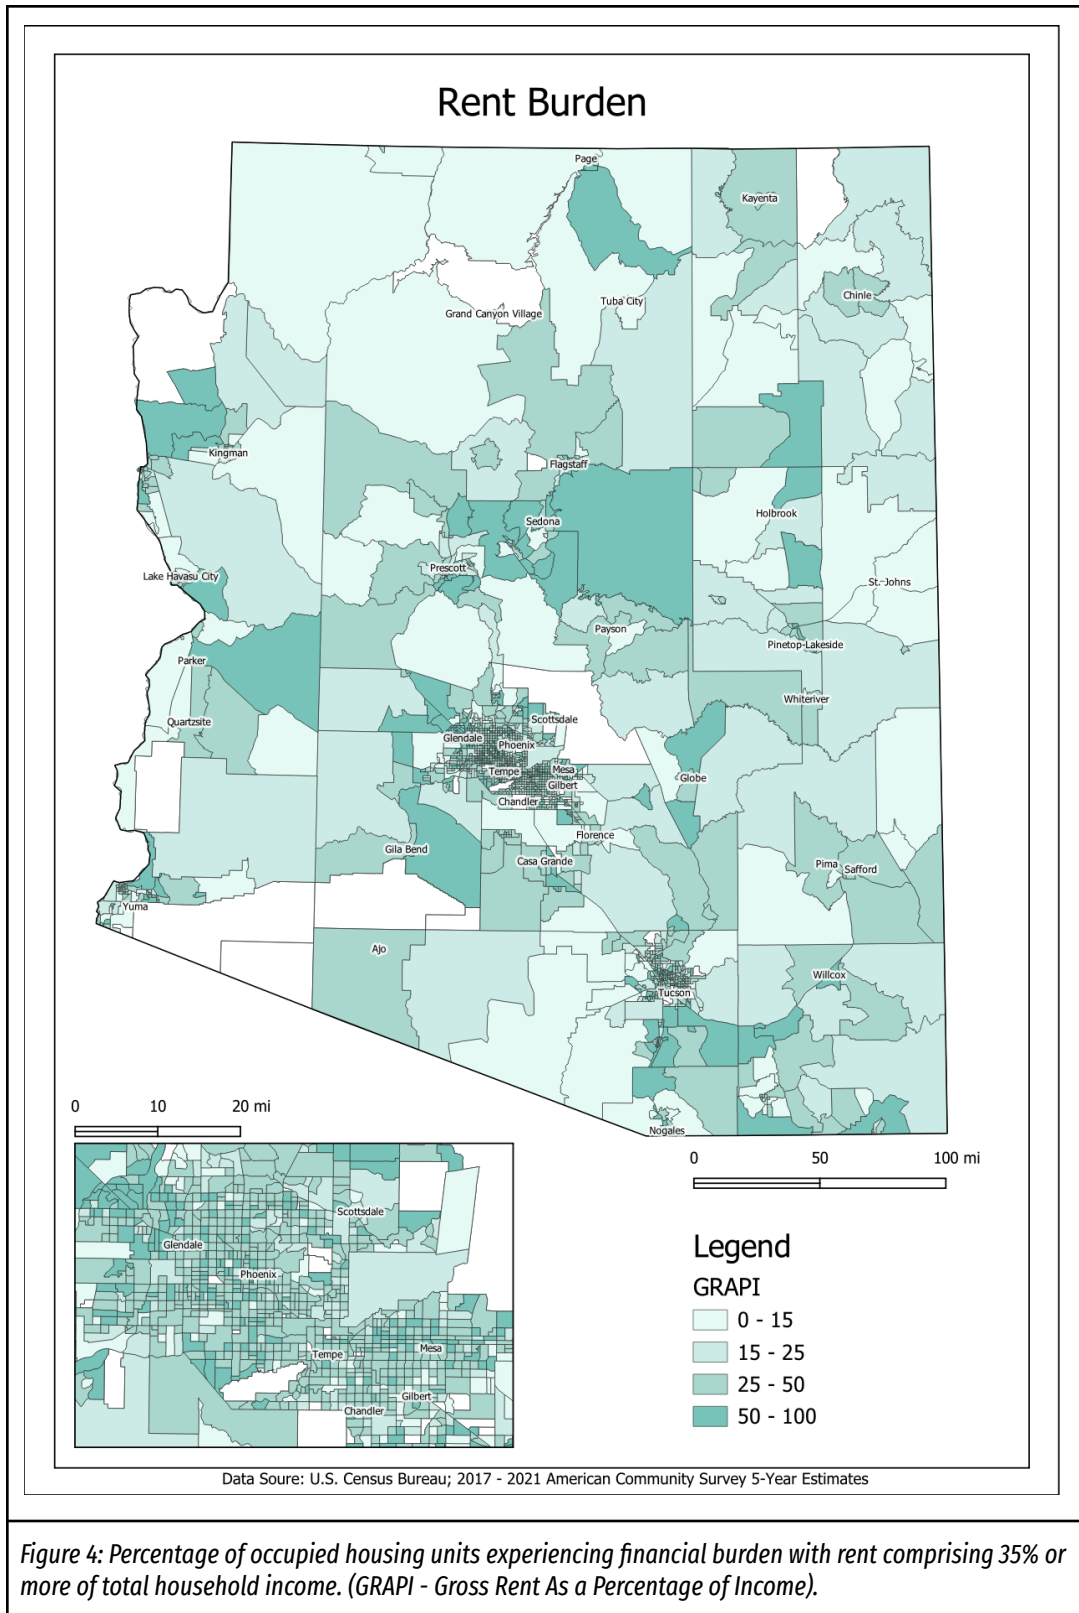 Rent Burden
Page
Kayenta
Chinle
Tuba City
Grand Canyon Village
Kingman
Flagstaff
Holbrook
Sedona
Prescott
Lake Havasu City
St. Johns
Payson
Pinetop-Lakeside
Parker
Whiteriver
Quartzsite
Scottsdale
Glendale
Phoenix
Tempe
Mesa
Gilbert
Globe
Chandler
Florence
Gila Bend
Casa Grande
Pima
Safford
Yuma
Ajo
Willcox
Tucson
Nogales
0 10 20 mi
0 50 100 mi
Scottsdale
Glendale
Phoenix
Tempe
Mesa
Gilbert
Chandler
Legend
GRAPI
0 - 15
15 - 25
25 - 50
50 - 100
Data Soure: U.S. Census Bureau; 2017 - 2021 American Community Survey 5-Year Estimates
Figure 4: Percentage of occupied housing units experiencing financial burden with rent comprising 35% or
more of total household income. (GRAPI - Gross Rent As a Percentage of Income).